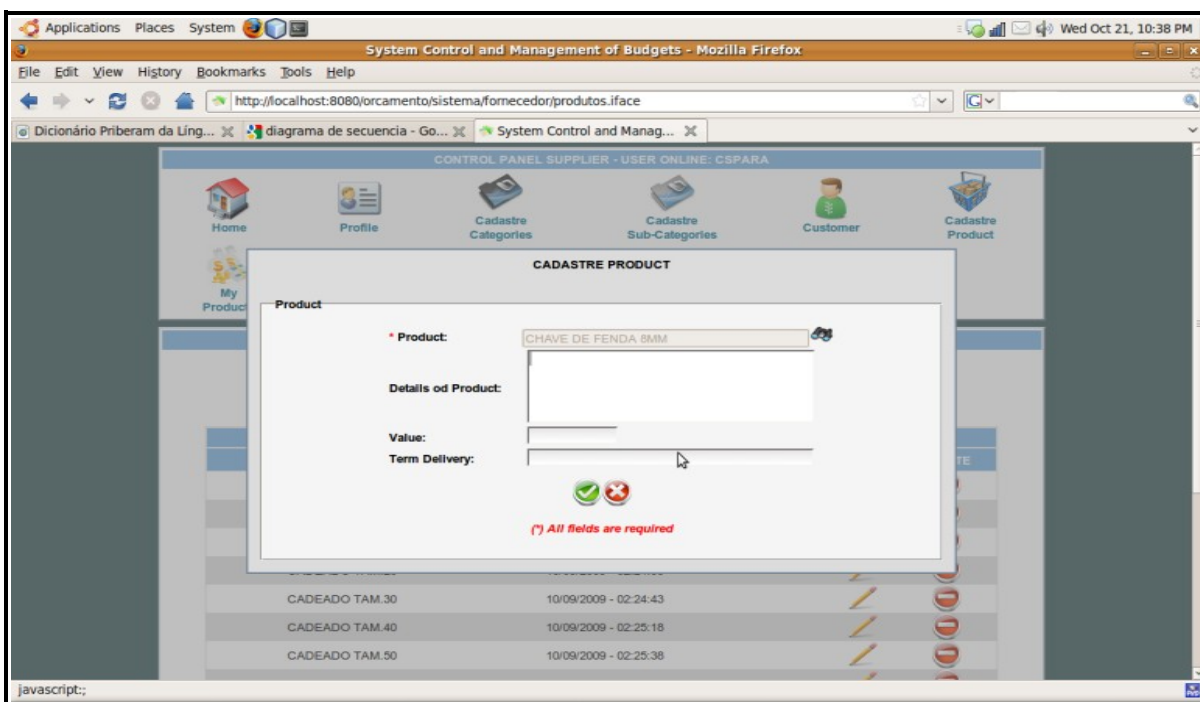 Applications Places System Wed Oct 21, 10:38 PM
System Control and Management of Budgets - Mozilla Firefox
File Edit View History Bookmarks Tools Help
http://localhost:8080/orcamento/sistema/fornecedor/produtos.iface
Dicionário Priberam da Líng... diagrama de secuencia - Go... System Control and Manag...
CONTROL PANEL SUPPLIER - USER ONLINE: CSPARA
Home Profile Cadastre Categories Cadastre Sub-Categories Customer Cadastre Product
My
Product
CADASTRE PRODUCT
Product
* Product: CHAVE DE FENDA 8MM
Details od Product:
Value:
Term Delivery:
TE
(*) All fields are required
CADEADO TAM.30 10/09/2009 - 02:24:43
CADEADO TAM.40 10/09/2009 - 02:25:18
CADEADO TAM.50 10/09/2009 - 02:25:38
javascript:;